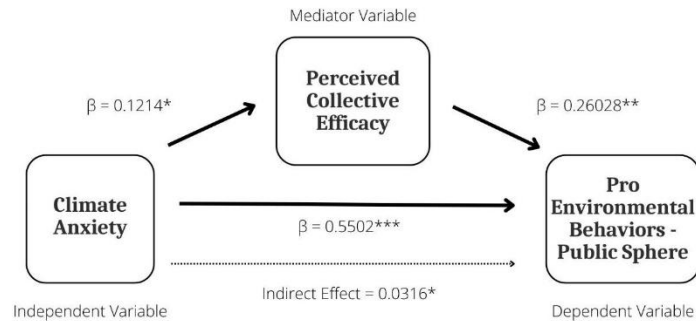 Mediator Variable
Perceived
Collective
Efficacy
β = 0.1214*
β = 0.26028**
Climate
Anxiety
β = 0.5502***
Pro
Environmental
Behaviors -
Public Sphere
Indirect Effect = 0.0316*
Independent Variable
Dependent Variable